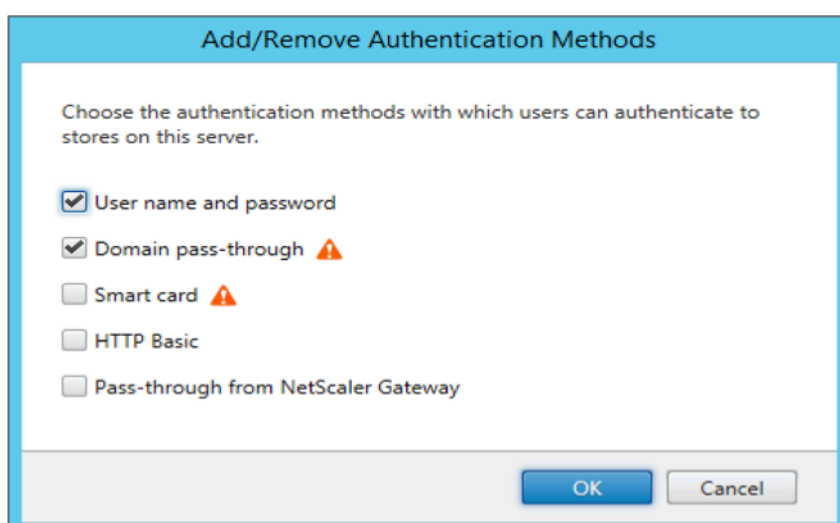 Add/Remove Authentication Methods
Choose the authentication methods with which users can authenticate to
stores on this server.
User name and password
Domain pass-through
Smart card
HTTP Basic
Pass-through from NetScaler Gateway
OK
Cancel